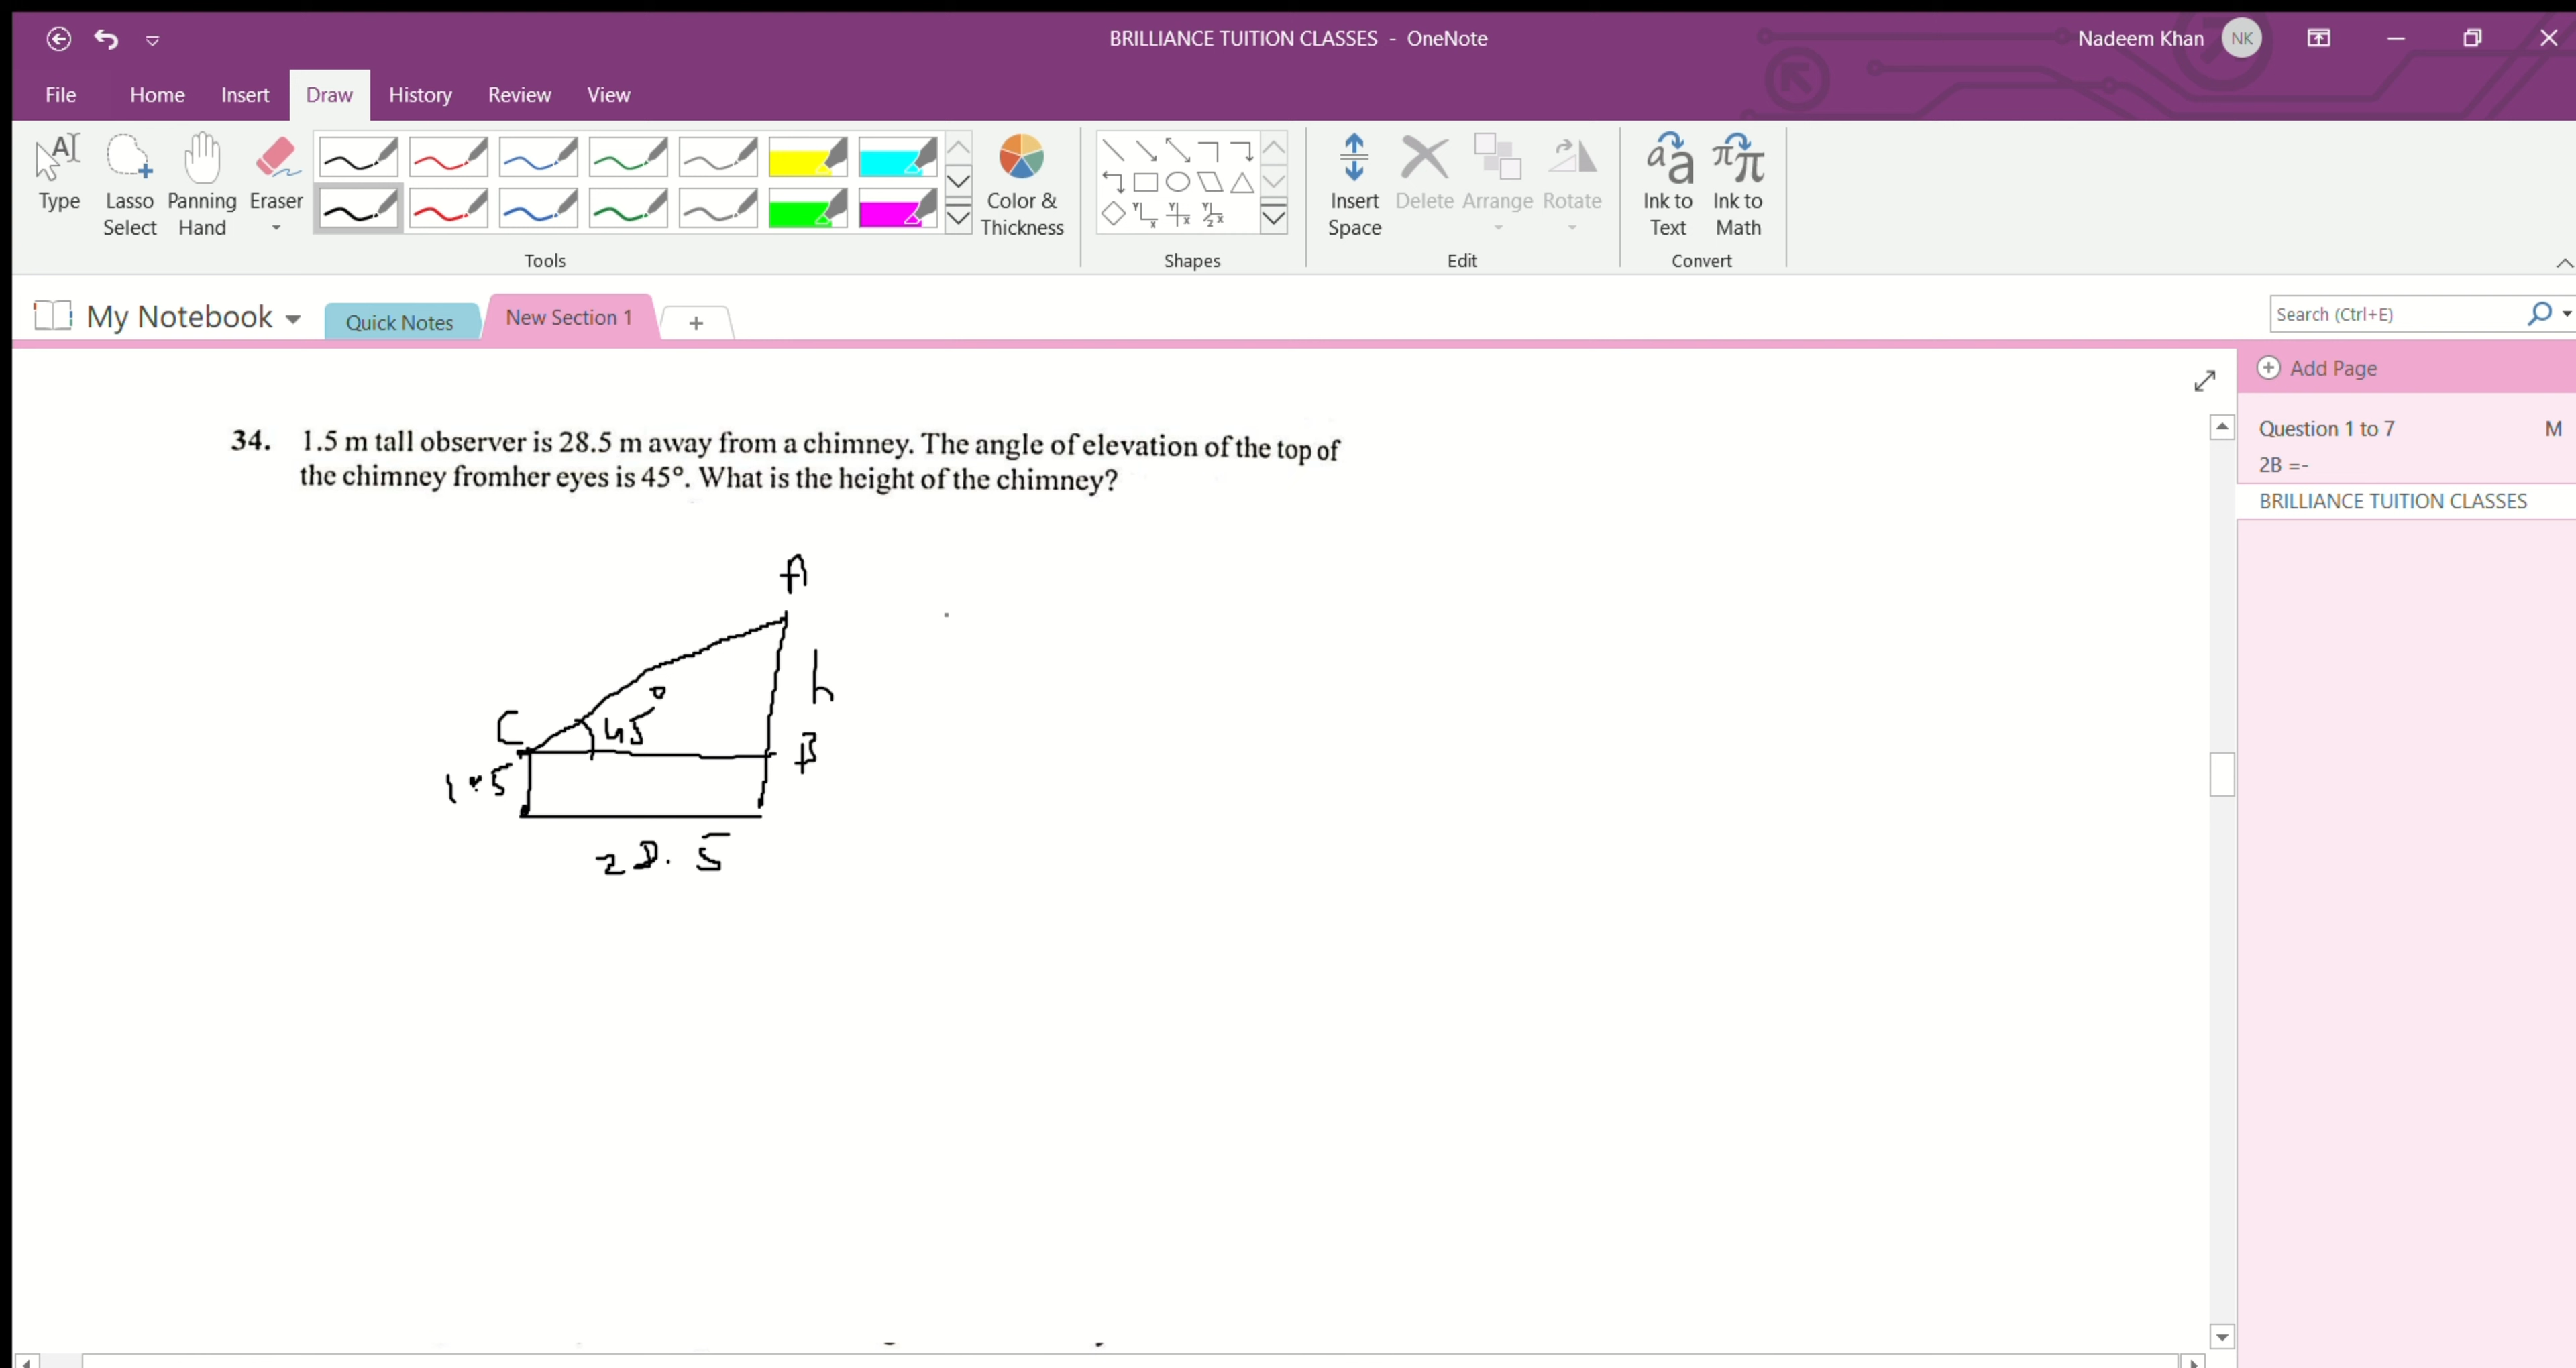 BRILLIANCE TUITION CLASSES - OneNote
Nadeem Khan NK
File Home Insert Draw History Review View
Type
Lasso Select
Panning Hand
Eraser
Color & Thickness
Insert Space
Delete
Arrange
Rotate
Ink to Text
Ink to Math
Tools Shapes Edit Convert
My Notebook Quick Notes New Section 1 +
Search (Ctrl+E)
Add Page
Question 1 to 7 M
2B =-
BRILLIANCE TUITION CLASSES
34. 1.5 m tall observer is 28.5 m away from a chimney. The angle of elevation of the top of
the chimney fromher eyes is 45°. What is the height of the chimney?
A
h
C 45°
B
1.5
28.5